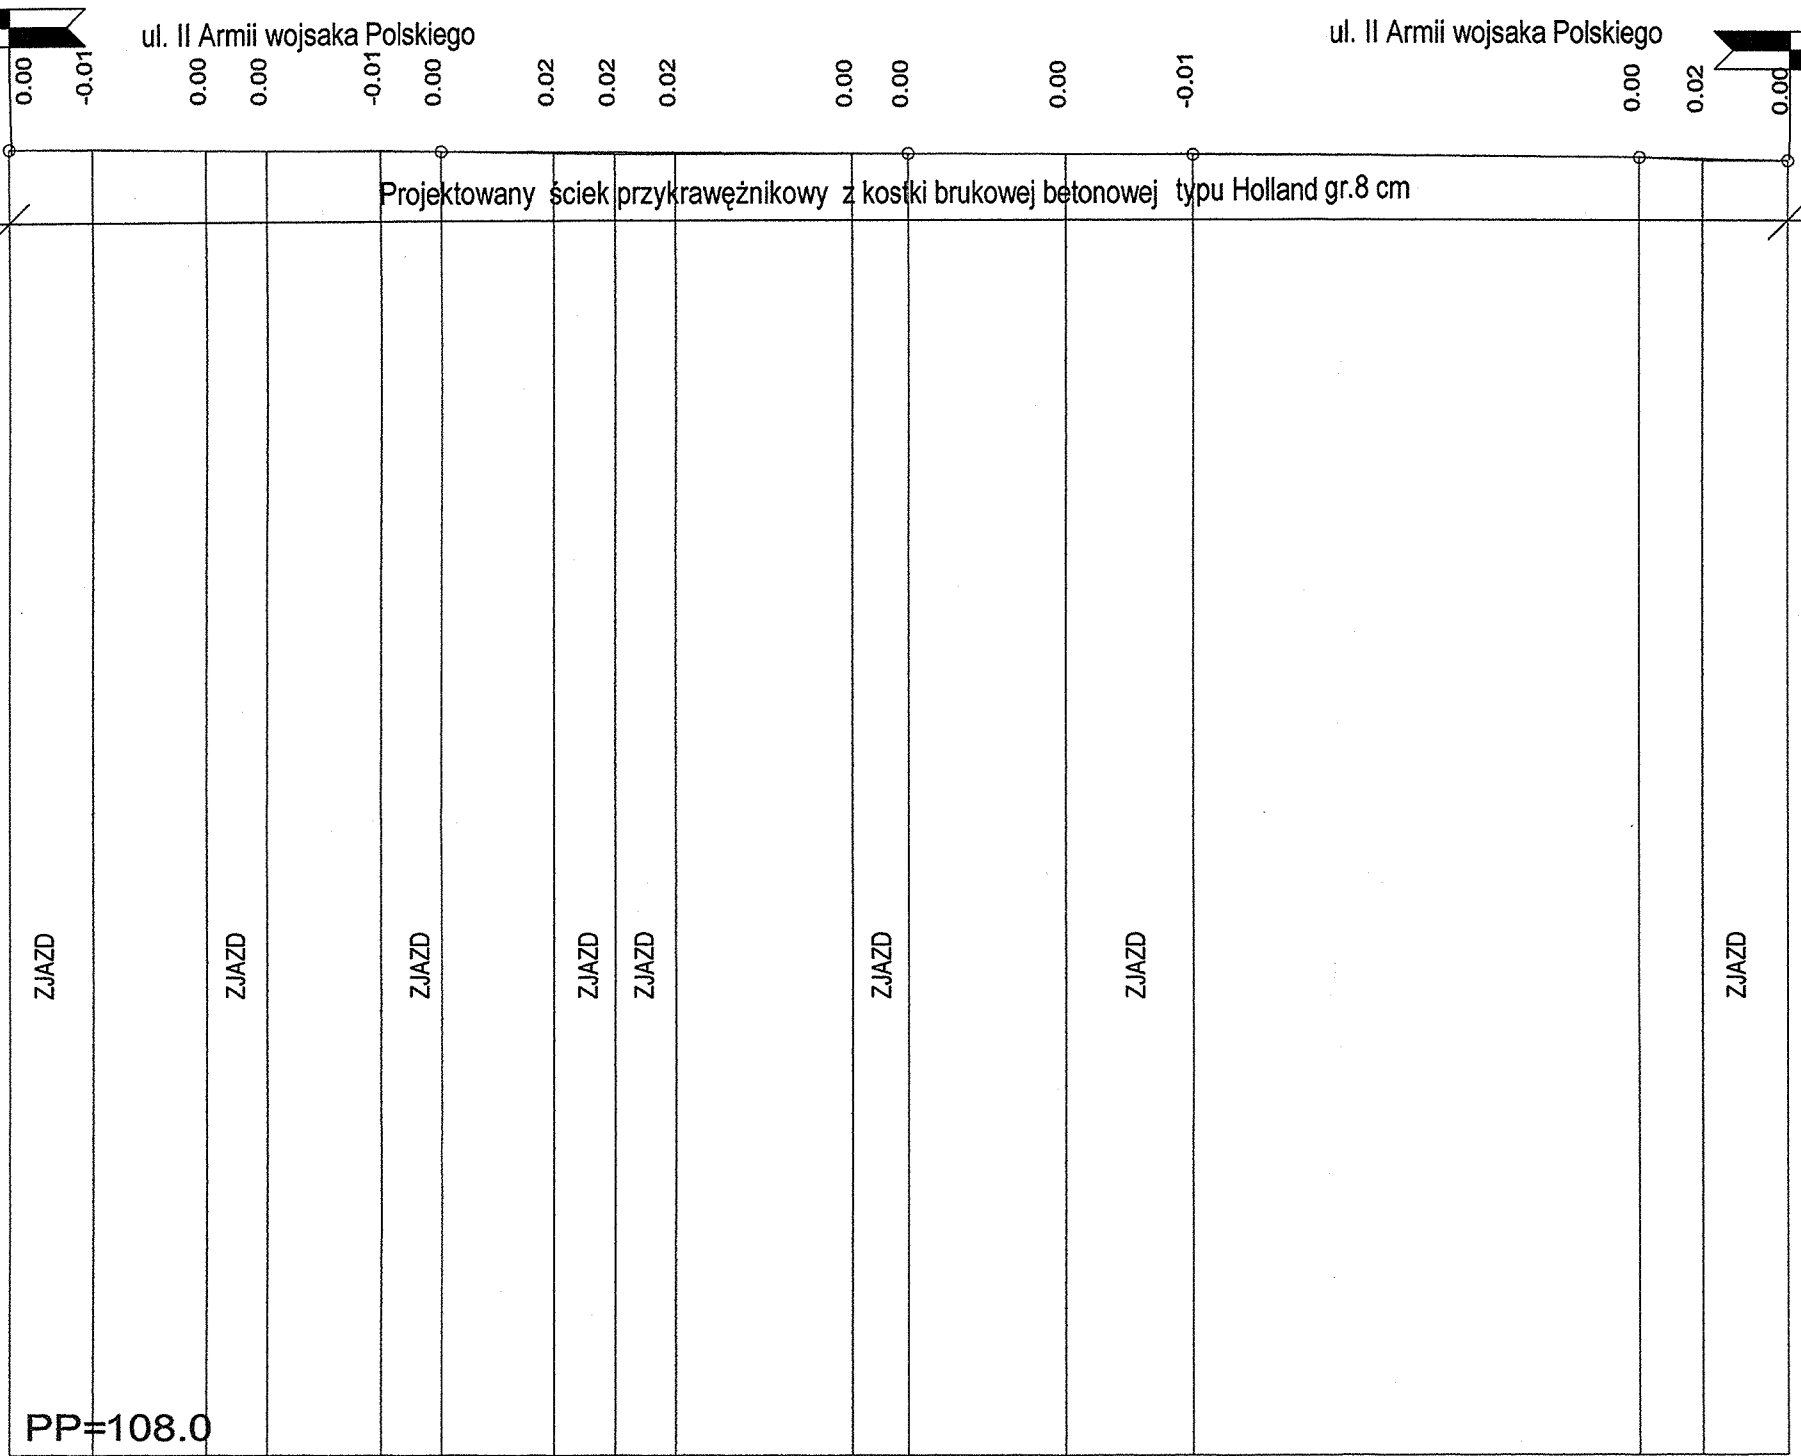 ul. II Armii wojsaka Polskiego
ul. II Armii wojsaka Polskiego
0.00 -0.01 0.00 0.00 -0.01 0.00 0.02 0.02 0.02 0.00 0.00 0.00 -0.01 0.00 0.02 0.00
Projektowany ściek przykrawężnikowy z kostki brukowej betonowej typu Holland gr.8 cm
ZJAZD ZJAZD ZJAZD ZJAZD ZJAZD ZJAZD ZJAZD ZJAZD
PP=108.0